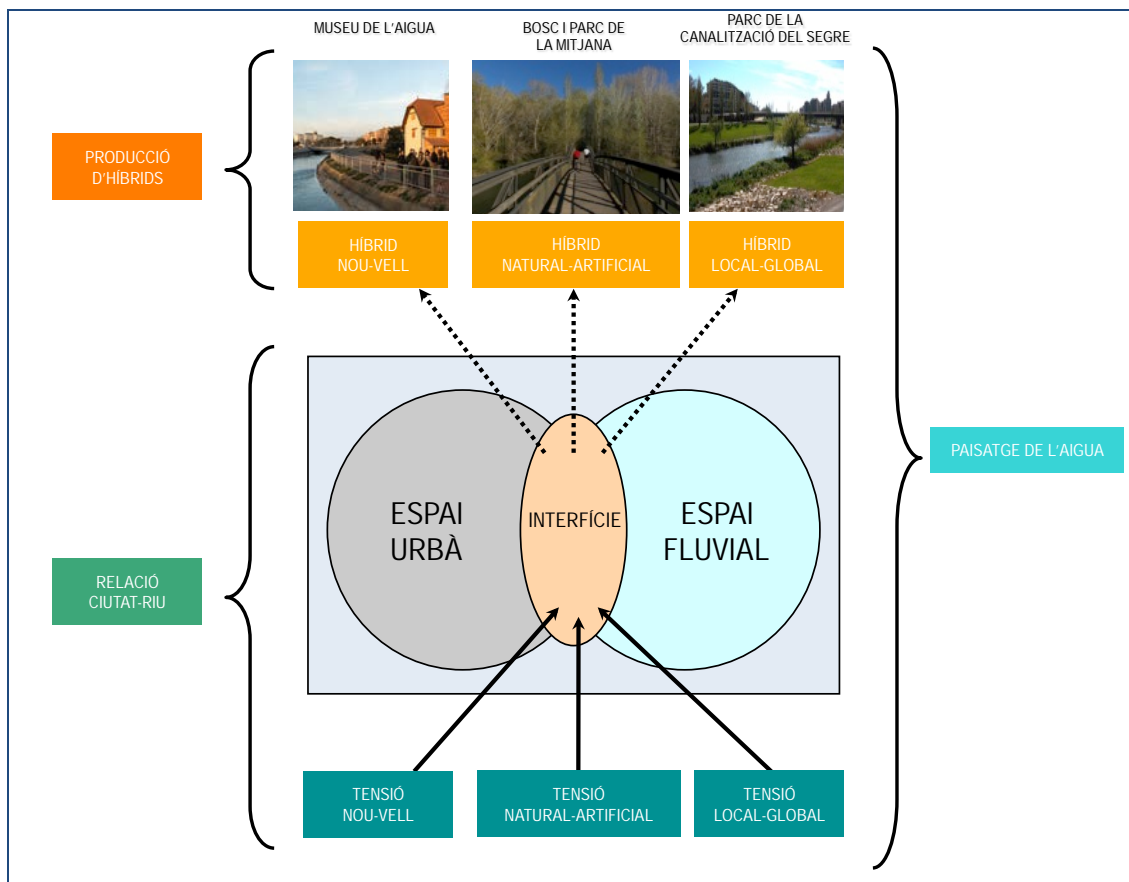 MUSEU DE L'AIGUA
BOSC I PARC DE
LA MITJANA
PARC DE LA
CANALITZACIÓ DEL SEGRE
PRODUCCIÓ
D'HÍBRIDS
HÍBRID
NOU-VELL
HÍBRID
NATURAL-ARTIFICIAL
HÍBRID
LOCAL-GLOBAL
PAISATGE DE L'AIGUA
ESPAI
URBÀ
INTERFÍCIE
ESPAI
FLUVIAL
RELACIÓ
CIUTAT-RIU
TENSIÓ
NOU-VELL
TENSIÓ
NATURAL-ARTIFICIAL
TENSIÓ
LOCAL-GLOBAL